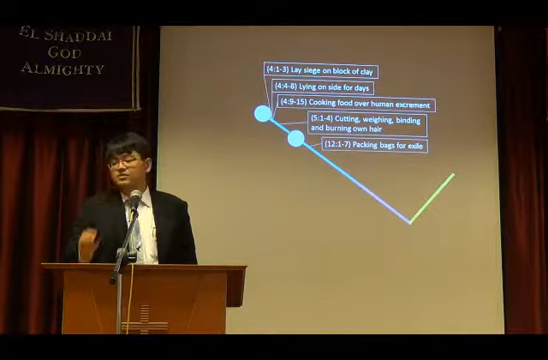 EL SHADDAI
GOD
ALMIGHTY
(4:1-3) Lay siege on block of clay
(4:4-8) Lying on side for days
(4:9-15) Cooking food over human excrement
(5:1-4) Cutting, weighing, binding
and burning own hair
(12:1-7) Packing bags for exile